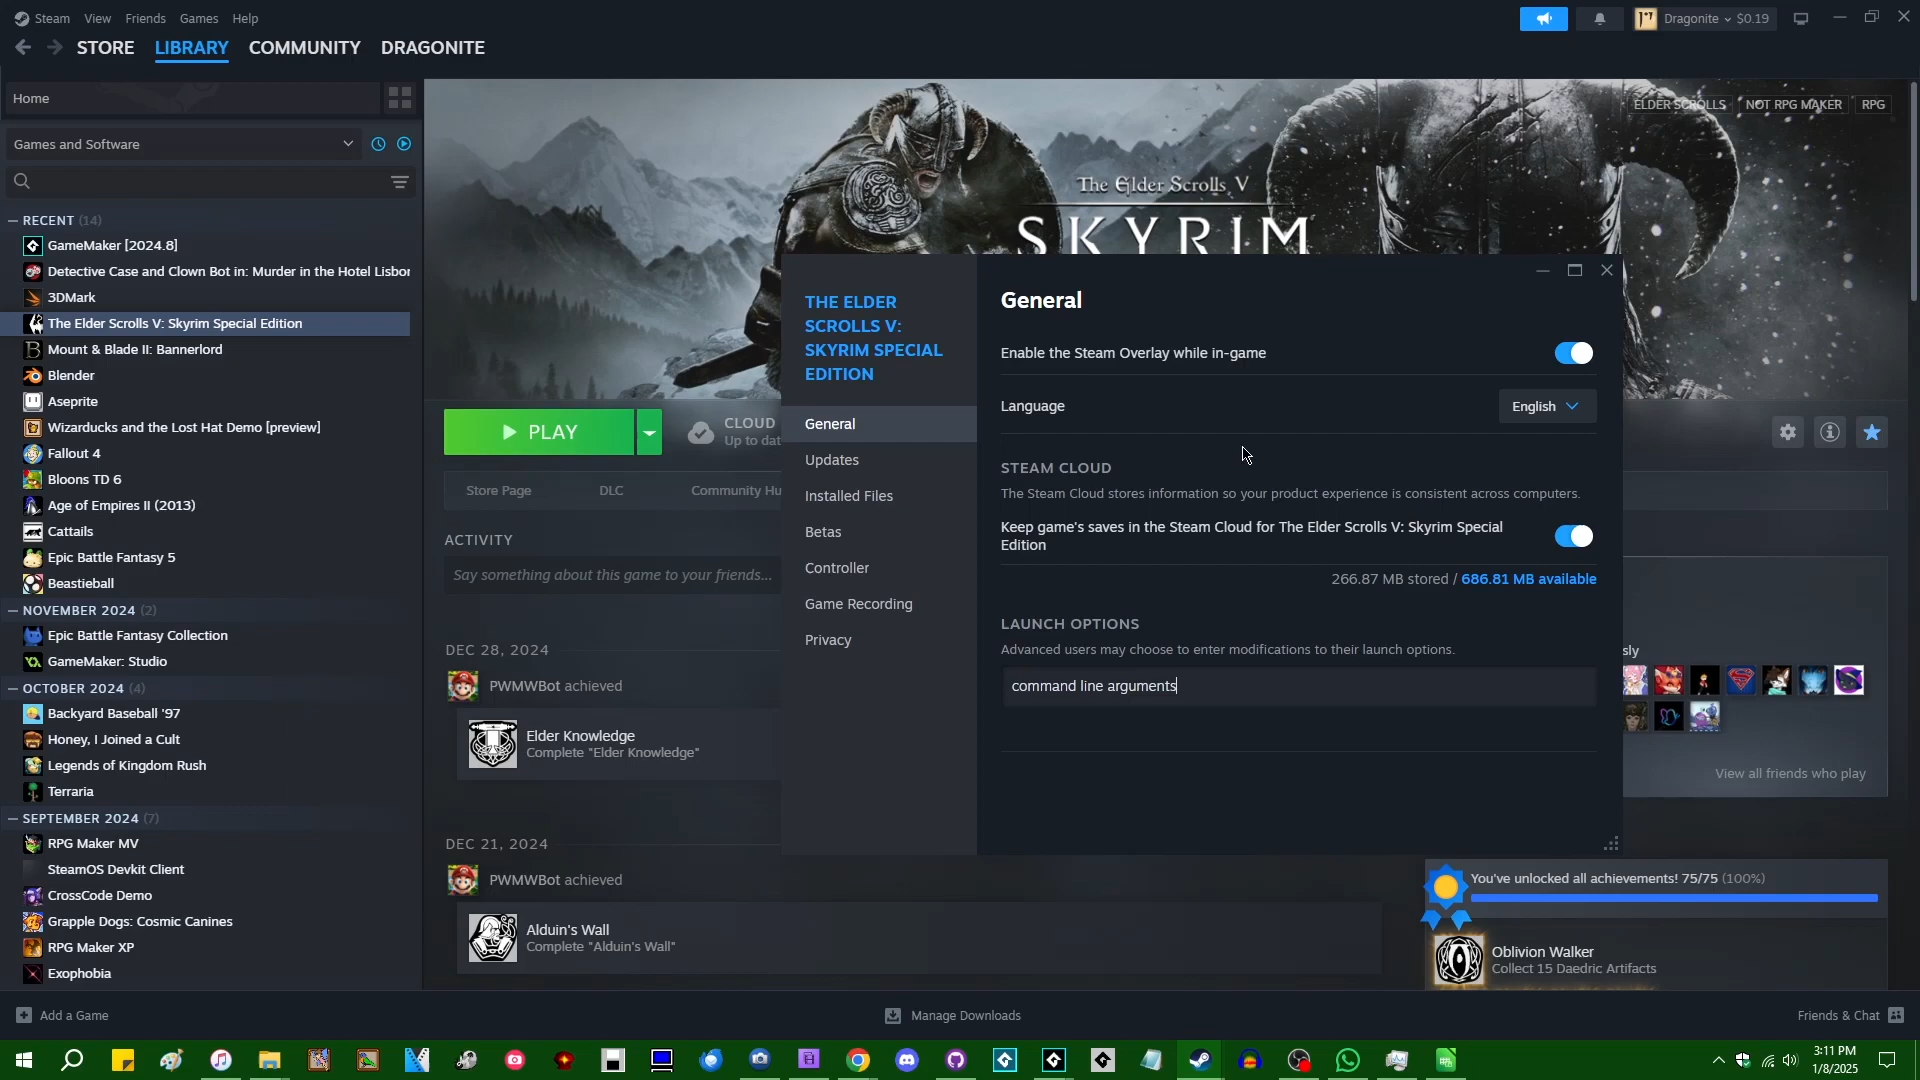 Steam View Friends Games Help
Dragonite $0.19
STORE LIBRARY COMMUNITY DRAGONITE
Home
Games and Software
RECENT (14)
GameMaker [2024.8]
Detective Case and Clown Bot in: Murder in the Hotel Lisbor
3DMark
The Elder Scrolls V: Skyrim Special Edition
Mount & Blade II: Bannerlord
Blender
Aseprite
Wizarducks and the Lost Hat Demo [preview]
Fallout 4
Bloons TD 6
Age of Empires II (2013)
Cattails
Epic Battle Fantasy 5
Beastieball
NOVEMBER 2024 (2)
Epic Battle Fantasy Collection
GameMaker: Studio
OCTOBER 2024 (4)
Backyard Baseball '97
Honey, I Joined a Cult
Legends of Kingdom Rush
Terraria
SEPTEMBER 2024 (7)
RPG Maker MV
SteamOS Devkit Client
CrossCode Demo
Grapple Dogs: Cosmic Canines
RPG Maker XP
Exophobia
ELDER SCROLLS NOT RPG MAKER RPG
The Elder Scrolls V
SKYRIM
PLAY
CLOUD
Up to dat
Store Page DLC Community Hu
ACTIVITY
Say something about this game to your friends...
DEC 28, 2024
PWMWBot achieved
Elder Knowledge
Complete "Elder Knowledge"
DEC 21, 2024
PWMWBot achieved
Alduin's Wall
Complete "Alduin's Wall"
THE ELDER
SCROLLS V:
SKYRIM SPECIAL
EDITION
General
Updates
Installed Files
Betas
Controller
Game Recording
Privacy
General
Enable the Steam Overlay while in-game
Language English
STEAM CLOUD
The Steam Cloud stores information so your product experience is consistent across computers.
Keep game's saves in the Steam Cloud for The Elder Scrolls V: Skyrim Special
Edition
266.87 MB stored / 686.81 MB available
LAUNCH OPTIONS
Advanced users may choose to enter modifications to their launch options.
command line arguments
sly
View all friends who play
You've unlocked all achievements! 75/75 (100%)
Oblivion Walker
Collect 15 Daedric Artifacts
Add a Game
Manage Downloads
Friends & Chat
3:11 PM
1/8/2025